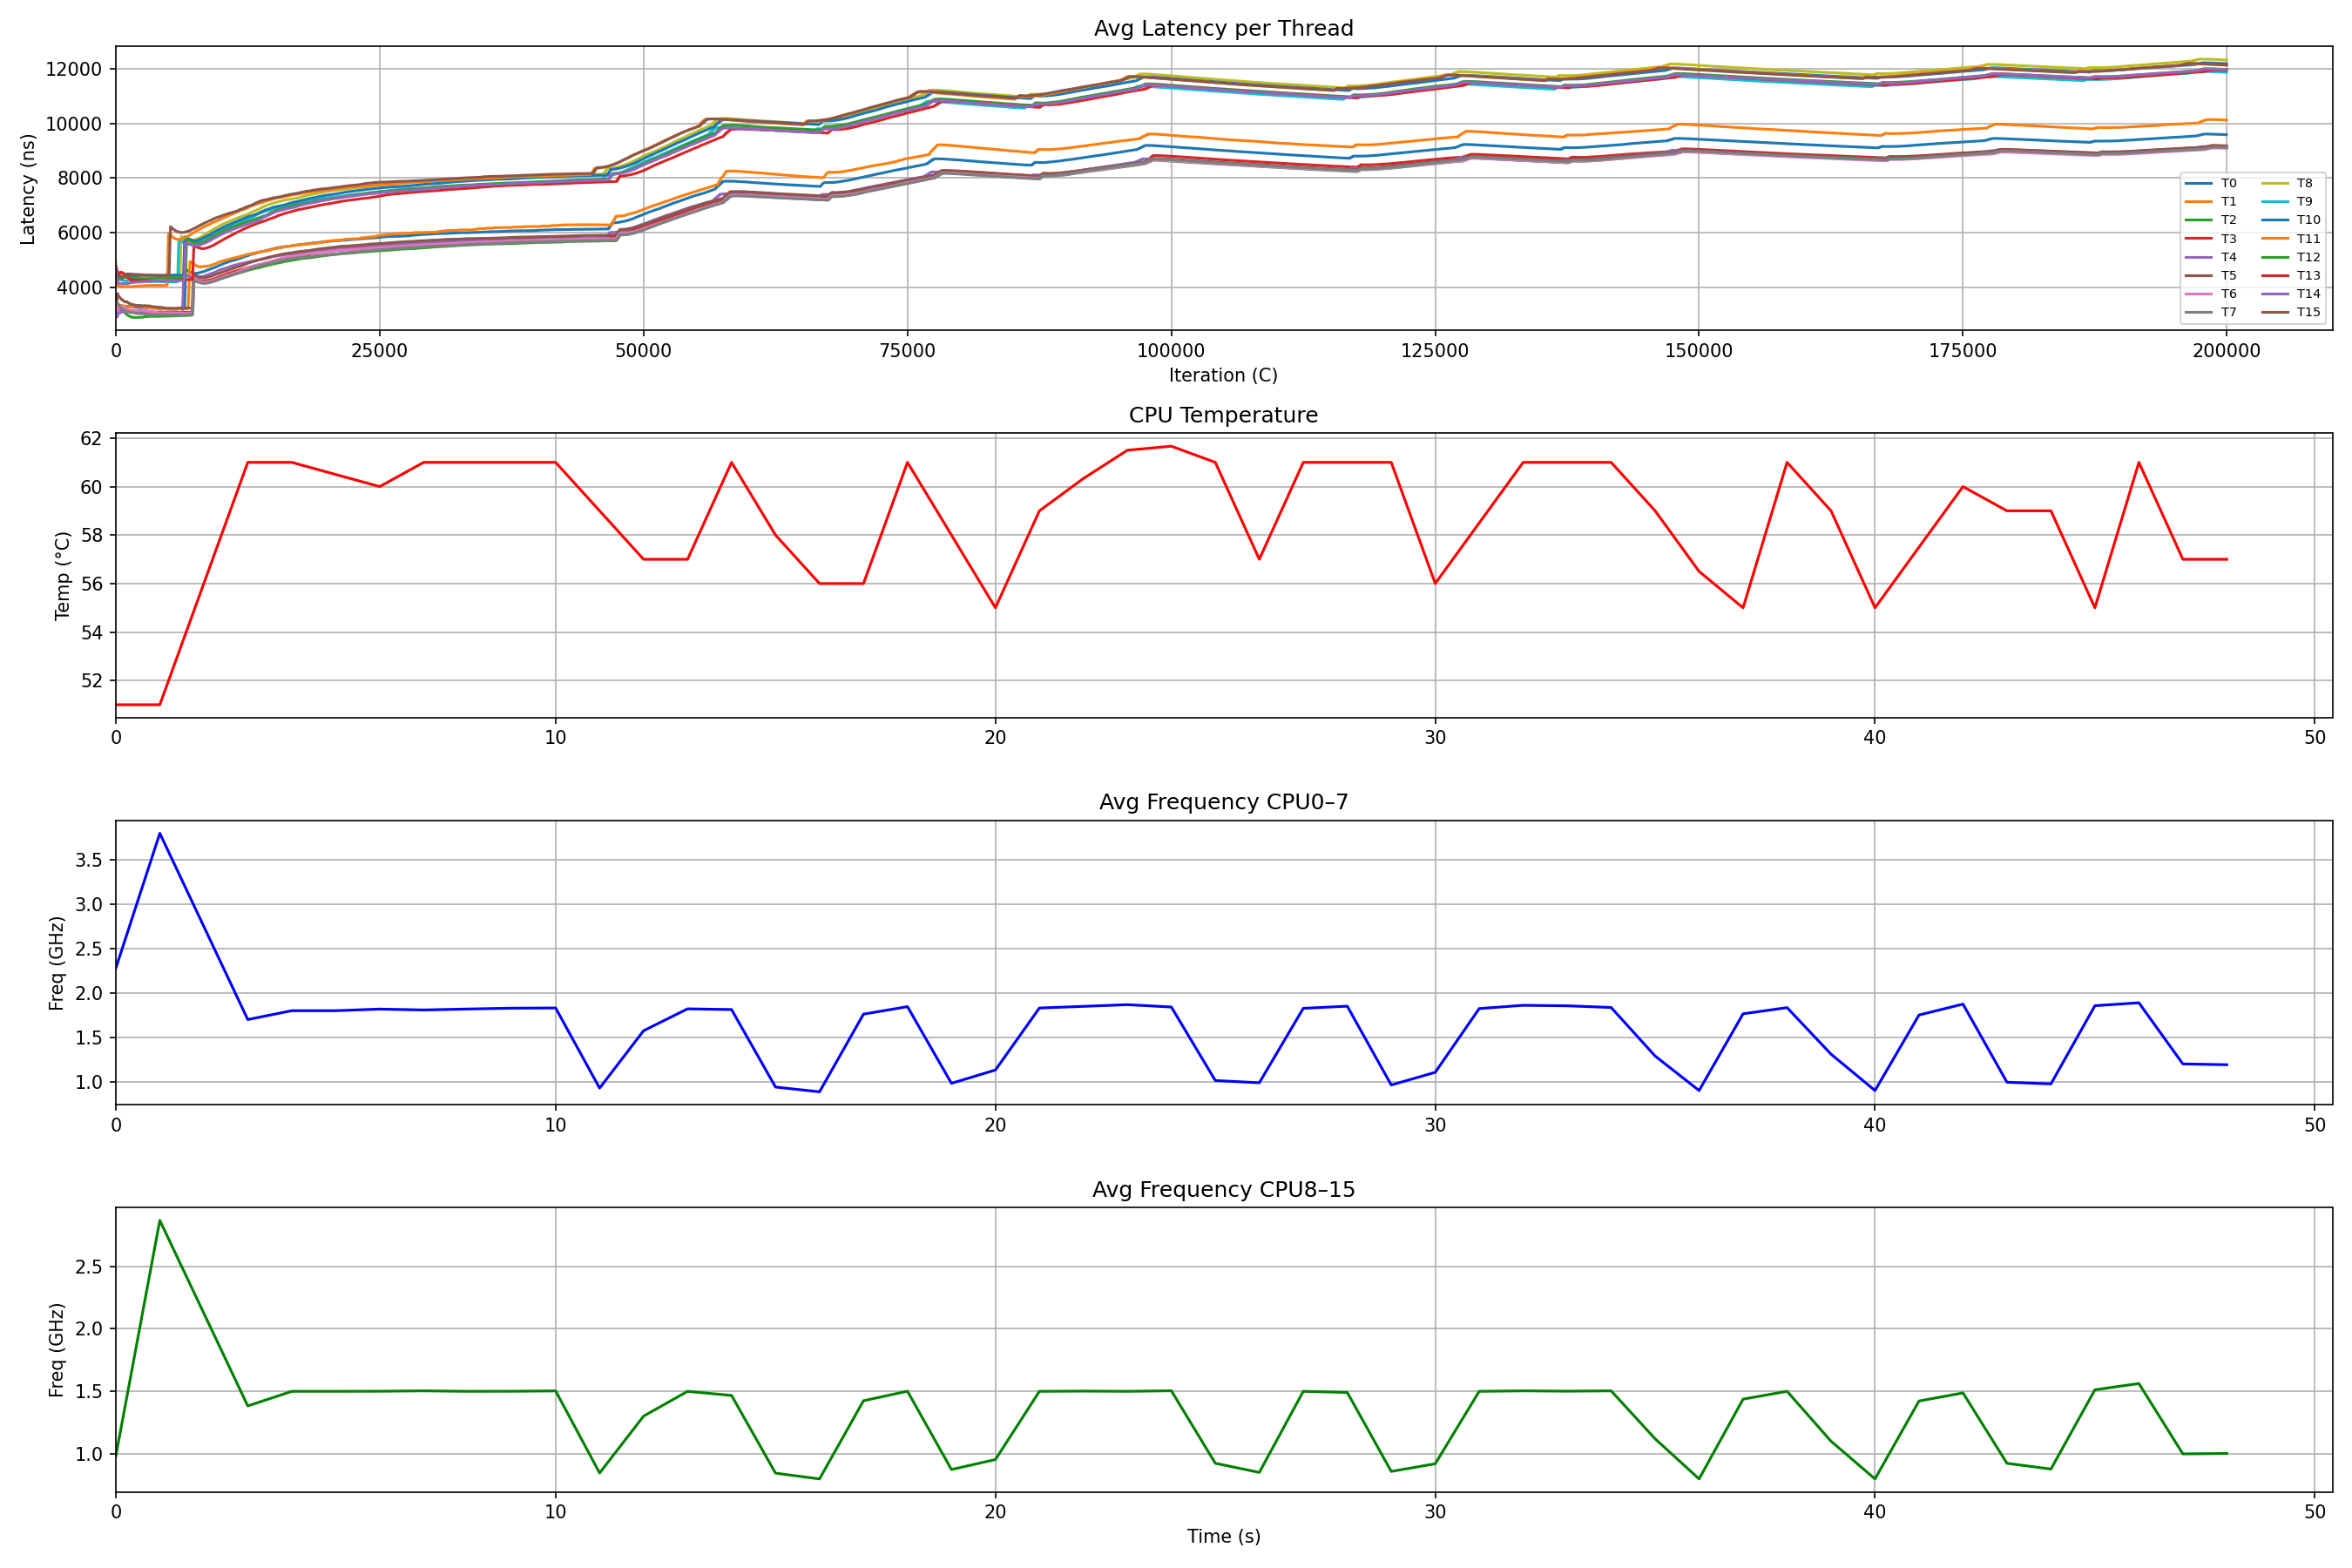 Avg Latency per Thread
Latency (ns)
12000
10000
8000
6000
4000
T0 T8
T1 T9
T2 T10
T3 T11
T4 T12
T5 T13
T6 T14
T7 T15
0 25000 50000 75000 100000 125000 150000 175000 200000
Iteration (C)
CPU Temperature
Temp (°C)
62
60
58
56
54
52
0 10 20 30 40 50
Avg Frequency CPU0–7
Freq (GHz)
3.5
3.0
2.5
2.0
1.5
1.0
0 10 20 30 40 50
Avg Frequency CPU8–15
Freq (GHz)
2.5
2.0
1.5
1.0
0 10 20 30 40 50
Time (s)